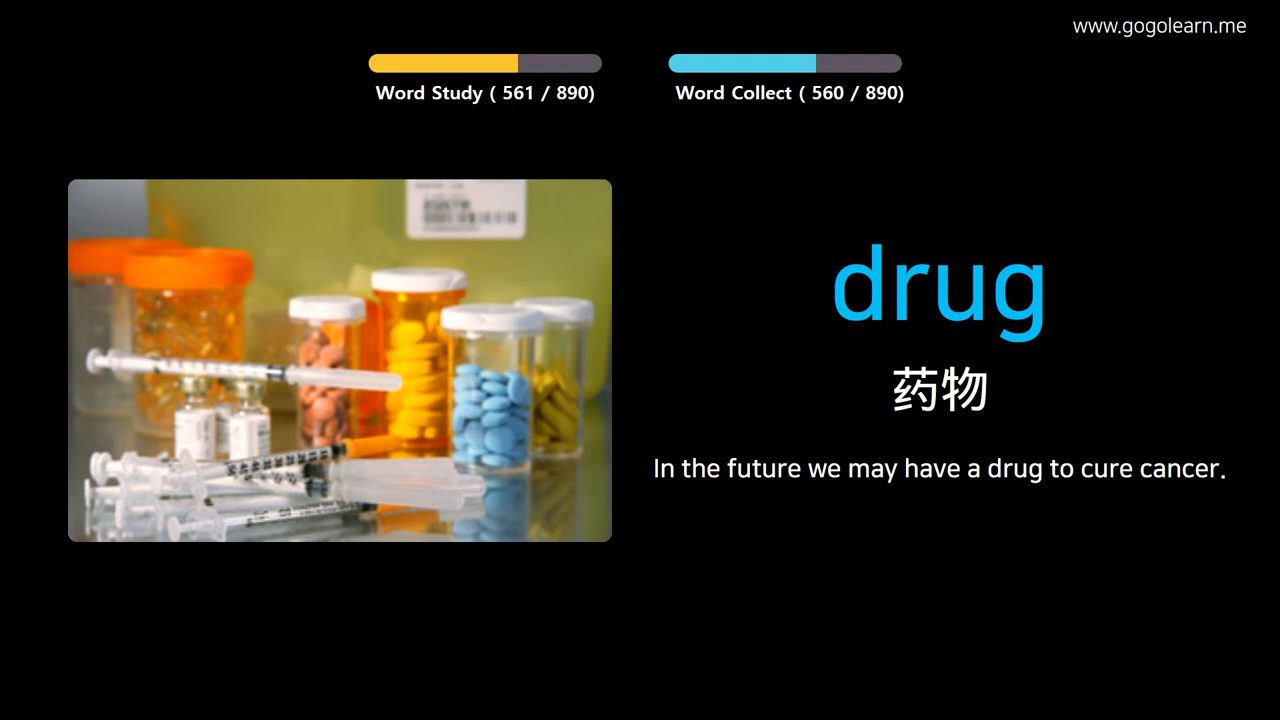 www.gogolearn.me
Word Study ( 561 / 890)
Word Collect ( 560 / 890)
drug
药物
In the future we may have a drug to cure cancer.